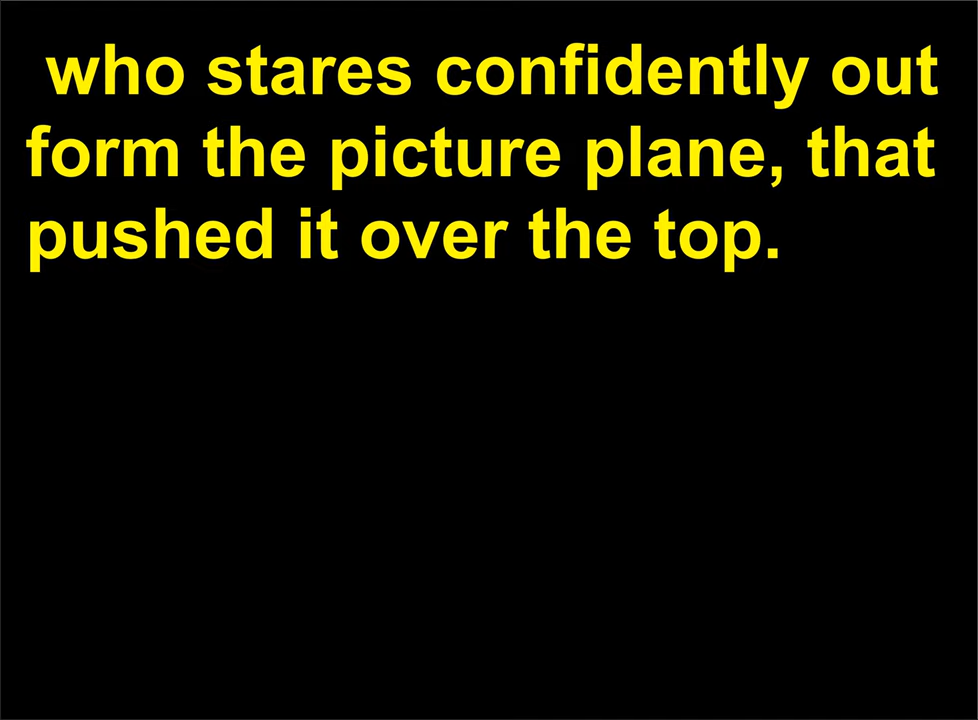 who stares confidently out
form the picture plane, that
pushed it over the top.